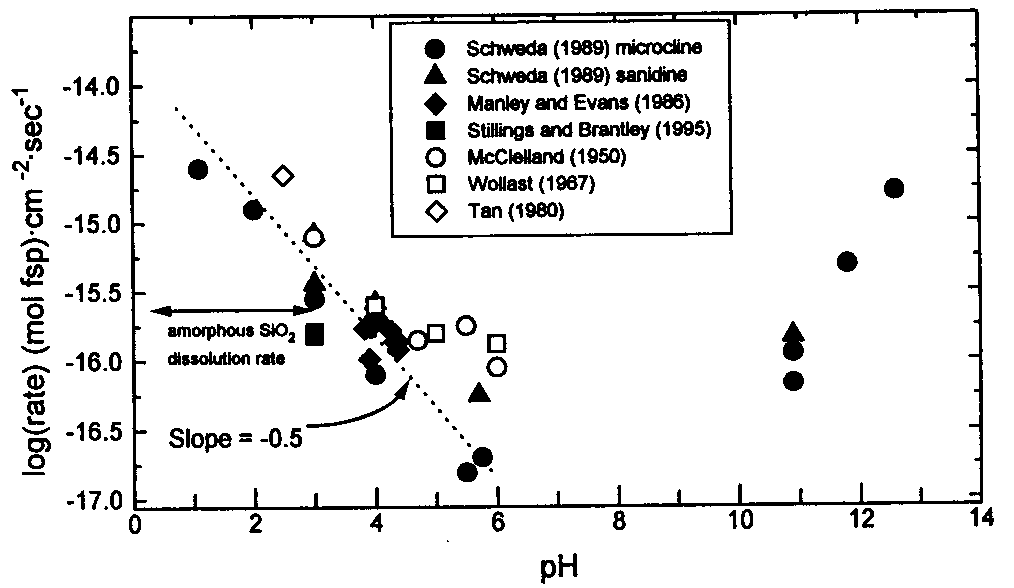 Schweda (1989) microcline
Schweda (1989) sanidine
Manley and Evans (1986)
Stillings and Brantley (1995)
McClelland (1950)
Wollast (1967)
Tan (1980)
log(rate) (mol fsp)·cm⁻²·sec⁻¹
-14.0
-14.5
-15.0
-15.5
-16.0
-16.5
-17.0
amorphous SiO₂
dissolution rate
Slope = -0.5
0 2 4 6 8 10 12 14
pH